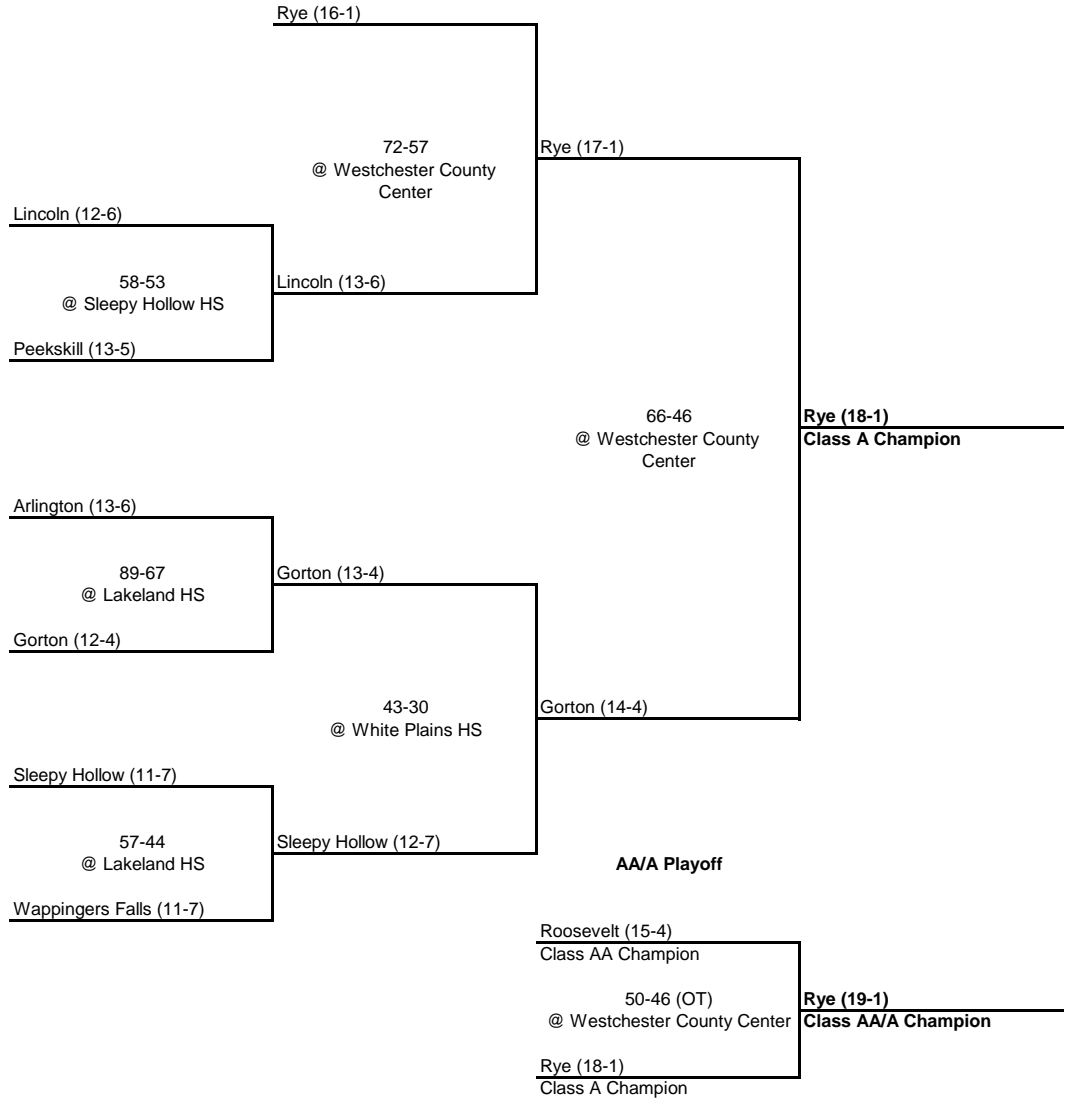 Rye (16-1)
72-57
@ Westchester County
Center
Rye (17-1)
Lincoln (12-6)
58-53
@ Sleepy Hollow HS
Lincoln (13-6)
Peekskill (13-5)
66-46
@ Westchester County
Center
Rye (18-1)
Class A Champion
Arlington (13-6)
89-67
@ Lakeland HS
Gorton (13-4)
Gorton (12-4)
43-30
@ White Plains HS
Gorton (14-4)
Sleepy Hollow (11-7)
57-44
@ Lakeland HS
Sleepy Hollow (12-7)
Wappingers Falls (11-7)
AA/A Playoff
Roosevelt (15-4)
Class AA Champion
50-46 (OT)
@ Westchester County Center
Rye (19-1)
Class AA/A Champion
Rye (18-1)
Class A Champion